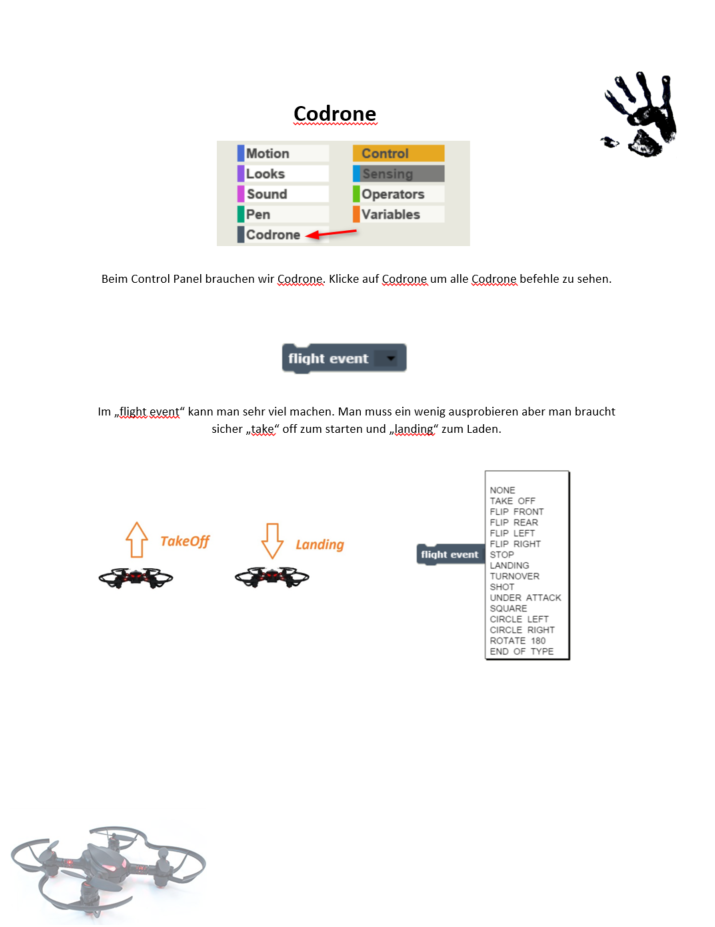 Codrone
Motion
Control
Looks
Sensing
Sound
Operators
Pen
Variables
Codrone
Beim Control Panel brauchen wir Codrone. Klicke auf Codrone um alle Codrone befehle zu sehen.
flight event
Im „flight event“ kann man sehr viel machen. Man muss ein wenig ausprobieren aber man braucht
sicher „take“ off zum starten und „landing“ zum Laden.
TakeOff
Landing
flight event
NONE
TAKE OFF
FLIP FRONT
FLIP REAR
FLIP LEFT
FLIP RIGHT
STOP
LANDING
TURNOVER
SHOT
UNDER ATTACK
SQUARE
CIRCLE LEFT
CIRCLE RIGHT
ROTATE 180
END OF TYPE